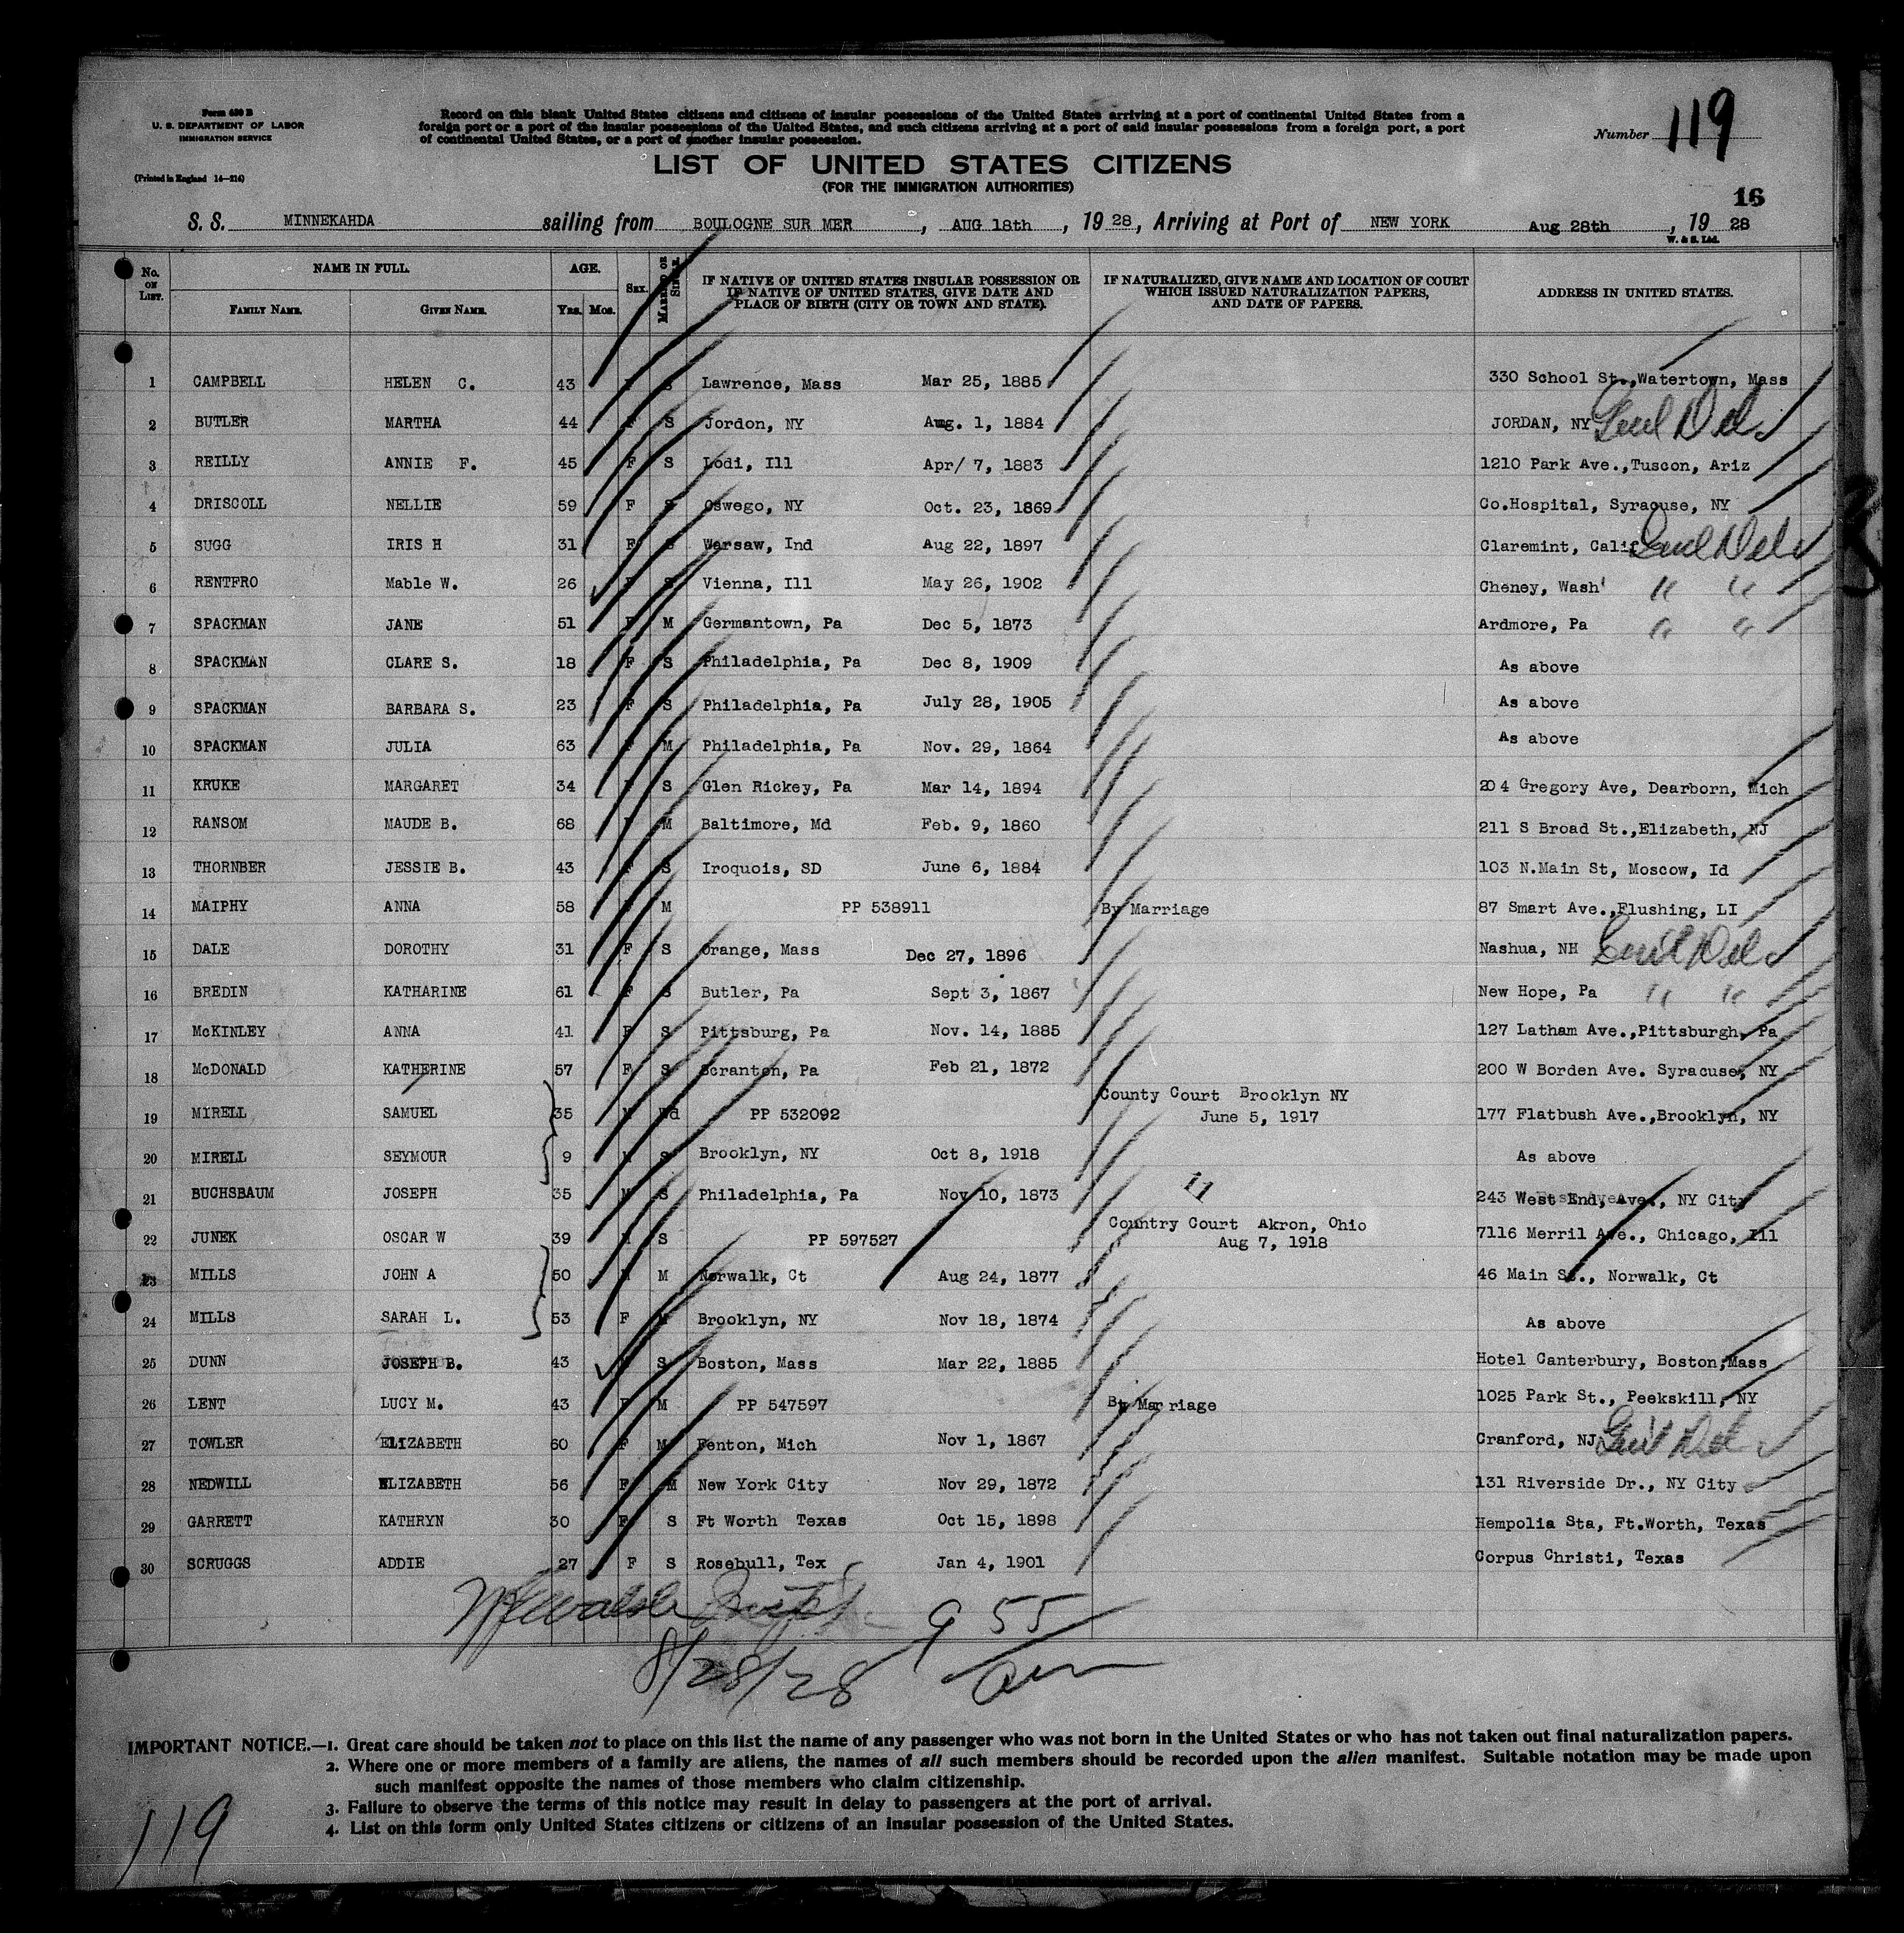 Form 630 B
U. S. DEPARTMENT OF LABOR
IMMIGRATION SERVICE
(Printed in England 14—214)
Record on this blank United States citizens and citizens of insular possessions of the United States arriving at a port of continental United States from a
foreign port or a port of the insular possessions of the United States, and such citizens arriving at a port of said insular possessions from a foreign port, a port
of continental United States, or a port of another insular possession.
Number 119
LIST OF UNITED STATES CITIZENS
(FOR THE IMMIGRATION AUTHORITIES)
16
S. S. MINNEKAHDA sailing from BOULOGNE SUR MER, AUG 18th, 19 28, Arriving at Port of NEW YORK Aug 28th, 19 28
W. & S. Ltd.
No. ON LIST. NAME IN FULL. FAMILY NAME. GIVEN NAME. AGE. YRS. MOS. SEX. MARRIED OR SINGLE. IF NATIVE OF UNITED STATES INSULAR POSSESSION OR IF NATIVE OF UNITED STATES, GIVE DATE AND PLACE OF BIRTH (CITY OR TOWN AND STATE). IF NATURALIZED, GIVE NAME AND LOCATION OF COURT WHICH ISSUED NATURALIZATION PAPERS, AND DATE OF PAPERS. ADDRESS IN UNITED STATES.
1 CAMPBELL HELEN C. 43 F S Lawrence, Mass Mar 25, 1885 330 School St., Watertown, Mass
2 BUTLER MARTHA 44 F S Jordon, NY Aug. 1, 1884 JORDAN, NY Genl Del
3 REILLY ANNIE F. 45 F S Lodi, Ill Apr/ 7, 1883 1210 Park Ave., Tuscon, Ariz
4 DRISCOLL NELLIE 59 F S Oswego, NY Oct. 23, 1869 Co.Hospital, Syracuse, NY
5 SUGG IRIS H 31 F S Warsaw, Ind Aug 22, 1897 Claremint, Calif Genl Del
6 RENTFRO Mable W. 26 F S Vienna, Ill May 26, 1902 Cheney, Wash " "
7 SPACKMAN JANE 51 F M Germantown, Pa Dec 5, 1873 Ardmore, Pa " "
8 SPACKMAN CLARE S. 18 F S Philadelphia, Pa Dec 8, 1909 As above
9 SPACKMAN BARBARA S. 23 F S Philadelphia, Pa July 28, 1905 As above
10 SPACKMAN JULIA 63 F M Philadelphia, Pa Nov. 29, 1864 As above
11 KRUKE MARGARET 34 F S Glen Rickey, Pa Mar 14, 1894 204 Gregory Ave, Dearborn, Mich
12 RANSOM MAUDE B. 68 F M Baltimore, Md Feb. 9, 1860 211 S Broad St., Elizabeth, NJ
13 THORNBER JESSIE B. 43 F S Iroquois, SD June 6, 1884 103 N.Main St, Moscow, Id
14 MAIPHY ANNA 58 F M PP 538911 By Marriage 87 Smart Ave., Flushing, LI
15 DALE DOROTHY 31 F S Orange, Mass Dec 27, 1896 Nashua, NH Genl Del
16 BREDIN KATHARINE 61 F S Butler, Pa Sept 3, 1867 New Hope, Pa " "
17 McKINLEY ANNA 41 F S Pittsburg, Pa Nov. 14, 1885 127 Latham Ave., Pittsburgh, Pa
18 McDONALD KATHERINE 57 F S Scranton, Pa Feb 21, 1872 200 W Borden Ave. Syracuse, NY
19 MIRELL SAMUEL 35 M Wd PP 532092 County Court Brooklyn NY June 5, 1917 177 Flatbush Ave., Brooklyn, NY
20 MIRELL SEYMOUR 9 M S Brooklyn, NY Oct 8, 1918 As above
21 BUCHSBAUM JOSEPH 35 M S Philadelphia, Pa Nov 10, 1873 243 West End, Ave., NY City
22 JUNEK OSCAR W 39 M S PP 597527 Country Court Akron, Ohio Aug 7, 1918 7116 Merril Ave., Chicago, Ill
23 MILLS JOHN A 50 M M Norwalk, Ct Aug 24, 1877 46 Main St., Norwalk, Ct
24 MILLS SARAH L. 53 F M Brooklyn, NY Nov 18, 1874 As above
25 DUNN JOSEPH B. 43 M S Boston, Mass Mar 22, 1885 Hotel Canterbury, Boston, Mass
26 LENT LUCY M. 43 F M PP 547597 By Marriage 1025 Park St., Peekskill, NY
27 TOWLER ELIZABETH 60 F M Fenton, Mich Nov 1, 1867 Cranford, NJ Genl Del
28 NEDWILL ELIZABETH 56 F M New York City Nov 29, 1872 131 Riverside Dr., NY City
29 GARRETT KATHRYN 30 F S Ft Worth Texas Oct 15, 1898 Hempolia Sta, Ft.Worth, Texas
30 SCRUGGS ADDIE 27 F S Rosebull, Tex Jan 4, 1901 Corpus Christi, Texas
9 55
8/28/28 am
IMPORTANT NOTICE.—1. Great care should be taken not to place on this list the name of any passenger who was not born in the United States or who has not taken out final naturalization papers.
2. Where one or more members of a family are aliens, the names of all such members should be recorded upon the alien manifest. Suitable notation may be made upon
such manifest opposite the names of those members who claim citizenship.
3. Failure to observe the terms of this notice may result in delay to passengers at the port of arrival.
4. List on this form only United States citizens or citizens of an insular possession of the United States.
119